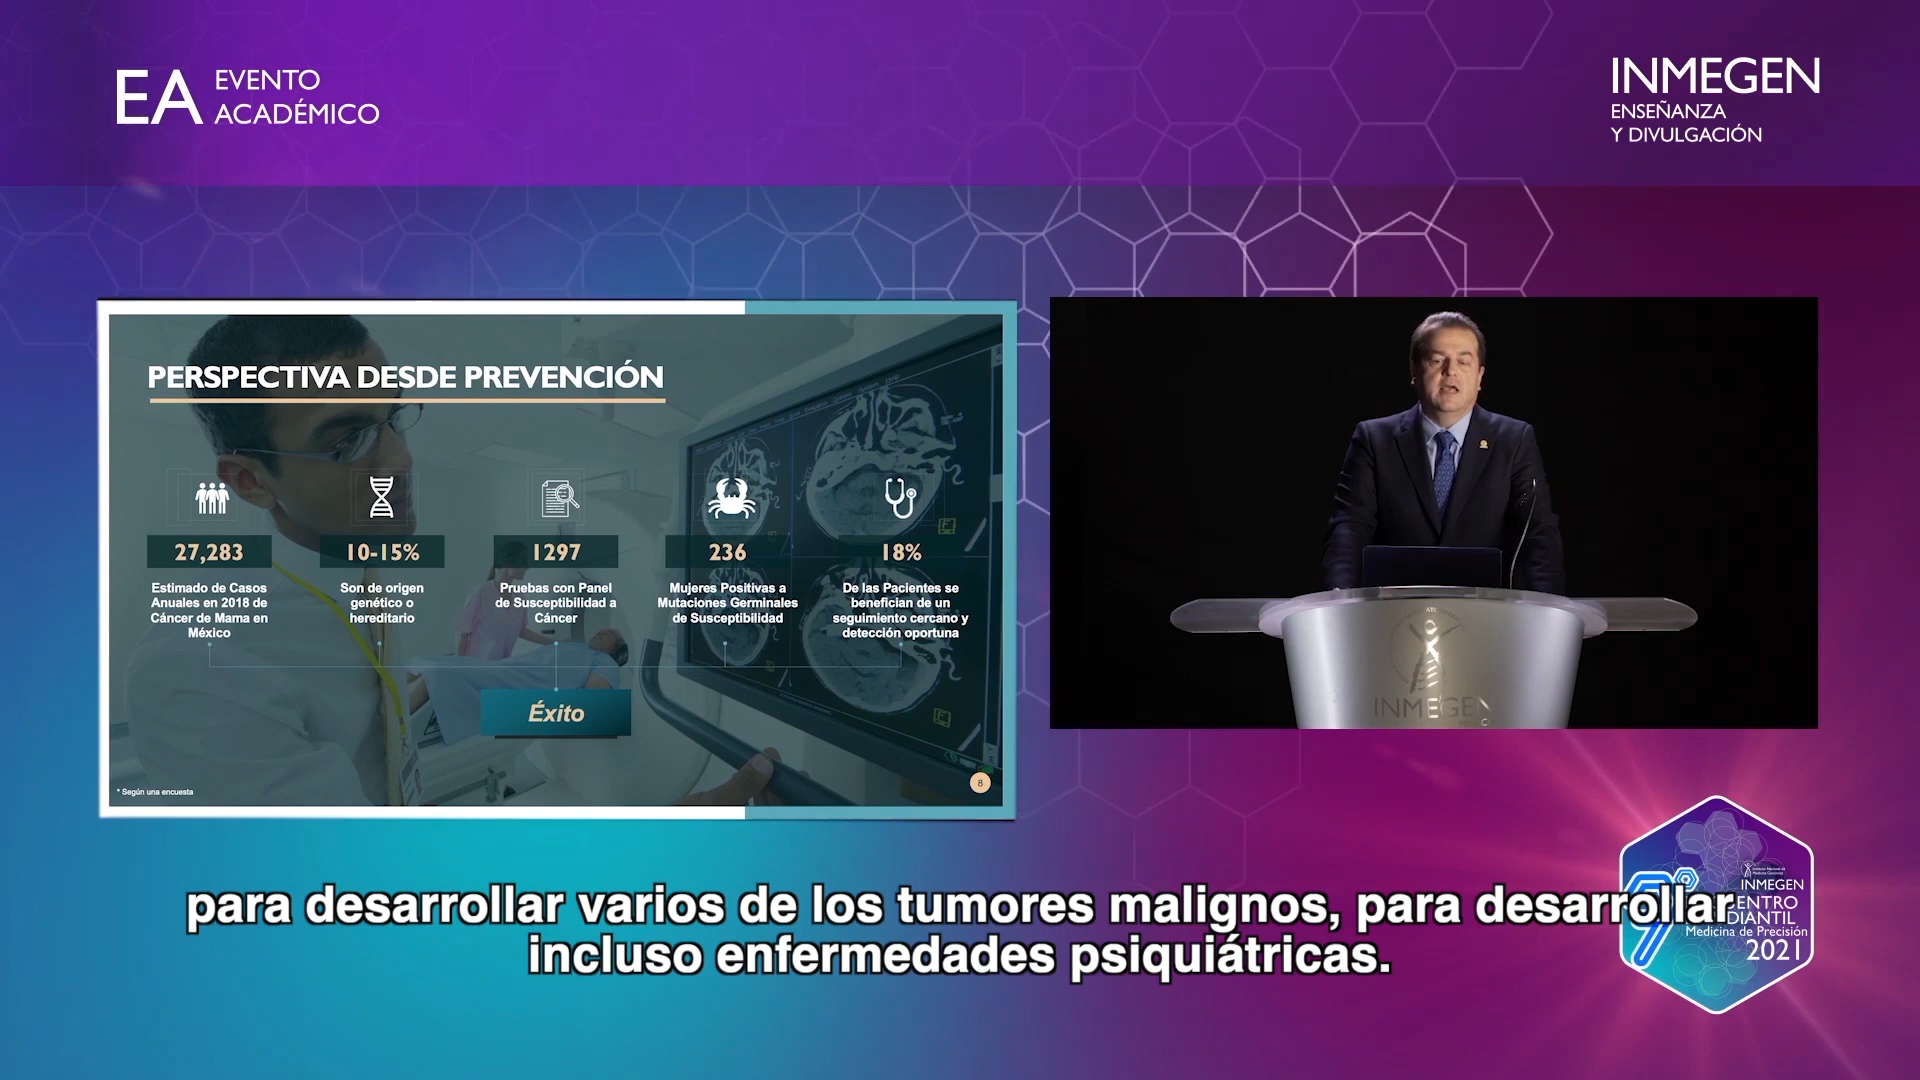 EA EVENTO
ACADÉMICO
INMEGEN
ENSEÑANZA
Y DIVULGACIÓN
PERSPECTIVA DESDE PREVENCIÓN
27,283
Estimado de Casos
Anuales en 2018 de
Cáncer de Mama en
México
10-15%
Son de origen
genético o
hereditario
1297
Pruebas con Panel
de Susceptibilidad a
Cáncer
236
Mujeres Positivas a
Mutaciones Germinales
de Susceptibilidad
18%
De las Pacientes se
benefician de un
seguimiento cercano y
detección oportuna
Éxito
* Según una encuesta
8
INMEGEN
para desarrollar varios de los tumores malignos, para desarrollar
incluso enfermedades psiquiátricas.
9°
INMEGEN
Medicina de Precisión
2021